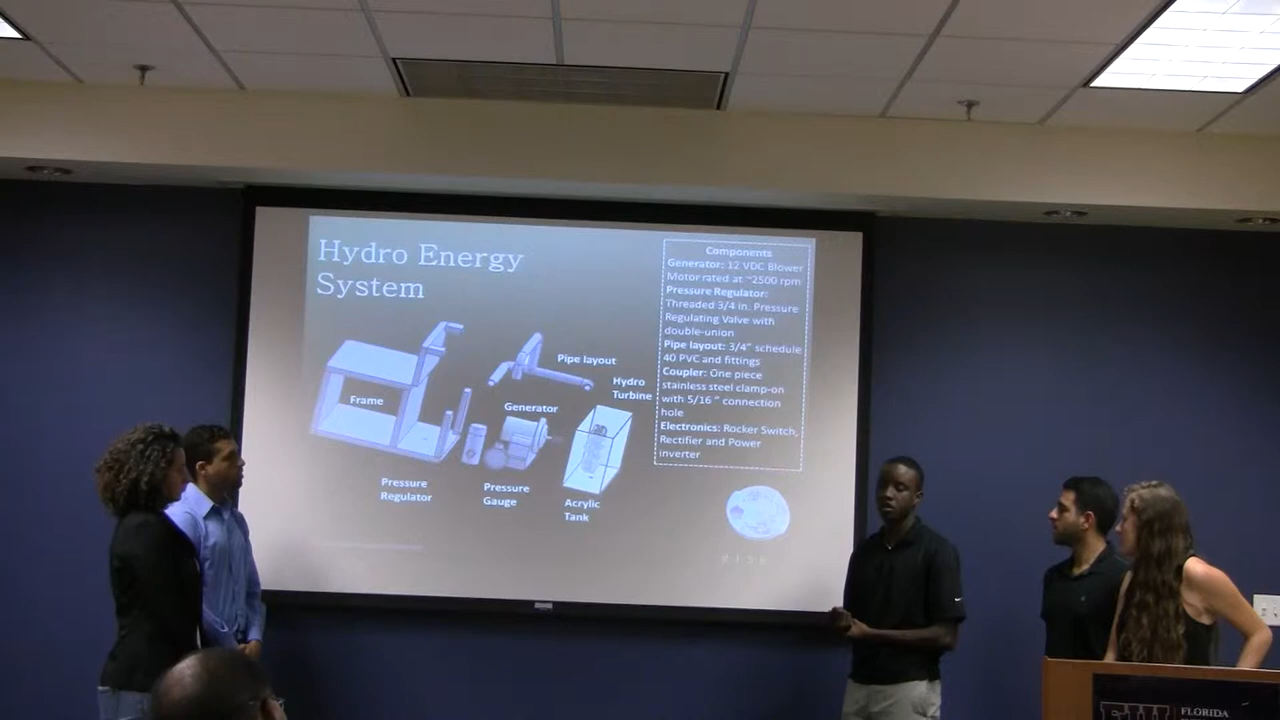 Hydro Energy
System
Components
Generator: 12 VDC Blower
Motor rated at ~2500 rpm
Pressure Regulator:
Threaded 3/4 in. Pressure
Regulating Valve with
double-union
Pipe layout: 3/4" schedule
40 PVC and fittings
Coupler: One piece
stainless steel clamp-on
with 5/16 " connection
hole
Electronics: Rocker Switch,
Rectifier and Power
inverter
Pipe layout
Hydro
Turbine
Frame
Generator
Pressure
Regulator
Pressure
Gauge
Acrylic
Tank
FIU
FLORIDA